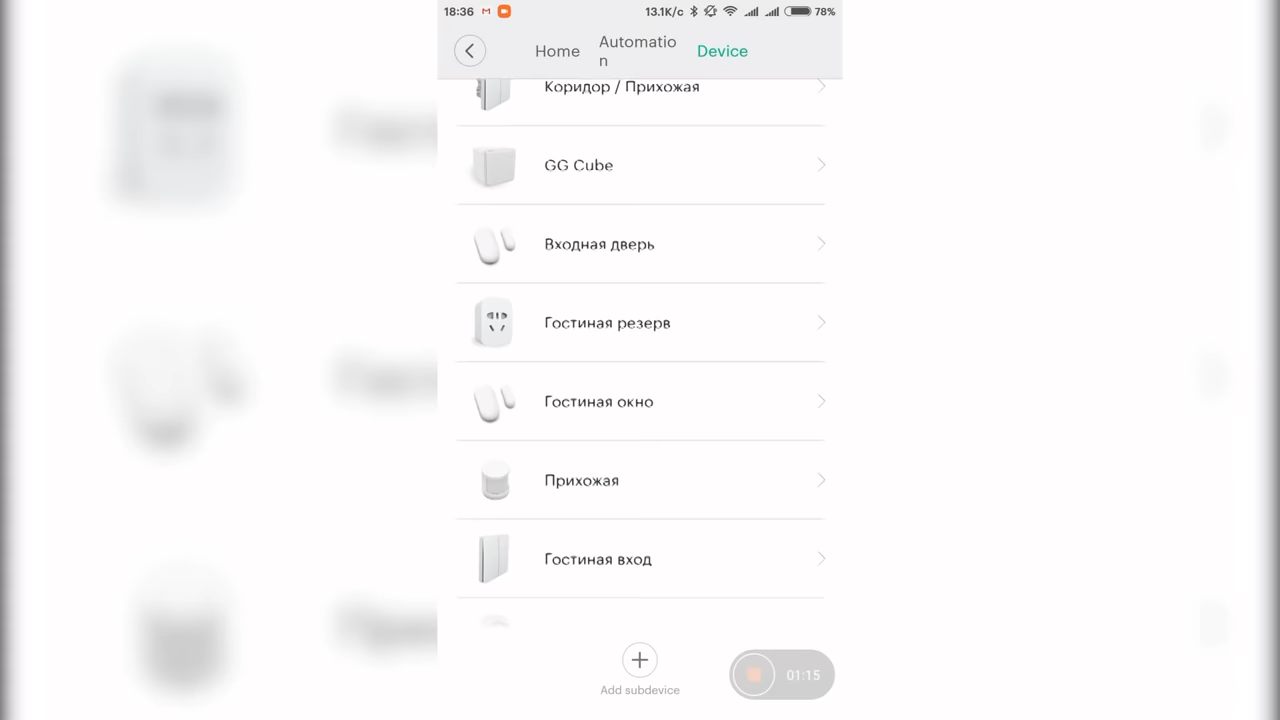 18:36 13.1K/c 78%
Home Automatio
n Device
Коридор / Прихожая
GG Cube
Входная дверь
Гостиная резерв
Гостиная окно
Прихожая
Гостиная вход
Add subdevice
01:15